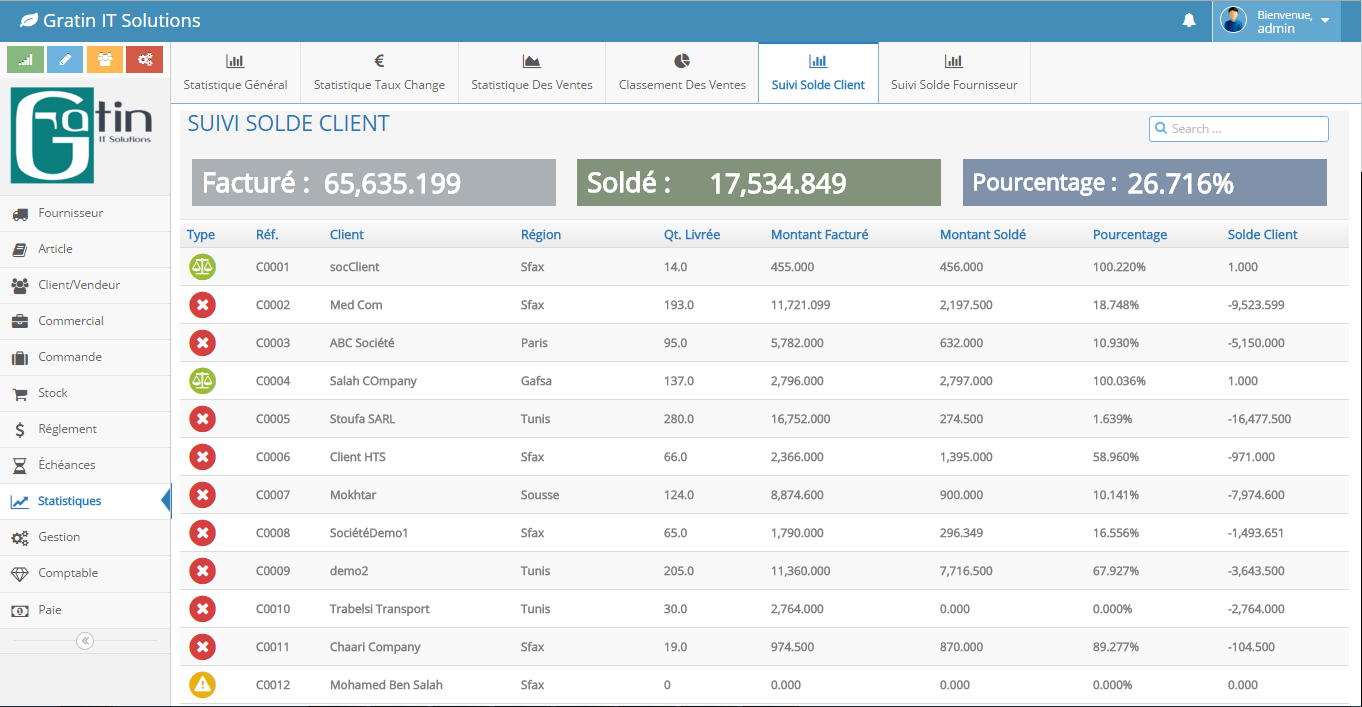 Gratin IT Solutions
Bienvenue,
admin
Statistique Général
Statistique Taux Change
Statistique Des Ventes
Classement Des Ventes
Suivi Solde Client
Suivi Solde Fournisseur
Gratin
IT Solutions
Fournisseur
Article
Client/Vendeur
Commercial
Commande
Stock
Réglement
Échéances
Statistiques
Gestion
Comptable
Paie
SUIVI SOLDE CLIENT
Search ...
Facturé : 65,635.199
Soldé : 17,534.849
Pourcentage : 26.716%
Type Réf. Client Région Qt. Livrée Montant Facturé Montant Soldé Pourcentage Solde Client
C0001 socClient Sfax 14.0 455.000 456.000 100.220% 1.000
C0002 Med Com Sfax 193.0 11,721.099 2,197.500 18.748% -9,523.599
C0003 ABC Société Paris 95.0 5,782.000 632.000 10.930% -5,150.000
C0004 Salah COmpany Gafsa 137.0 2,796.000 2,797.000 100.036% 1.000
C0005 Stoufa SARL Tunis 280.0 16,752.000 274.500 1.639% -16,477.500
C0006 Client HTS Sfax 66.0 2,366.000 1,395.000 58.960% -971.000
C0007 Mokhtar Sousse 124.0 8,874.600 900.000 10.141% -7,974.600
C0008 SociétéDemo1 Sfax 65.0 1,790.000 296.349 16.556% -1,493.651
C0009 demo2 Tunis 205.0 11,360.000 7,716.500 67.927% -3,643.500
C0010 Trabelsi Transport Tunis 30.0 2,764.000 0.000 0.000% -2,764.000
C0011 Chaari Company Sfax 19.0 974.500 870.000 89.277% -104.500
C0012 Mohamed Ben Salah Sfax 0 0.000 0.000 0.000% 0.000